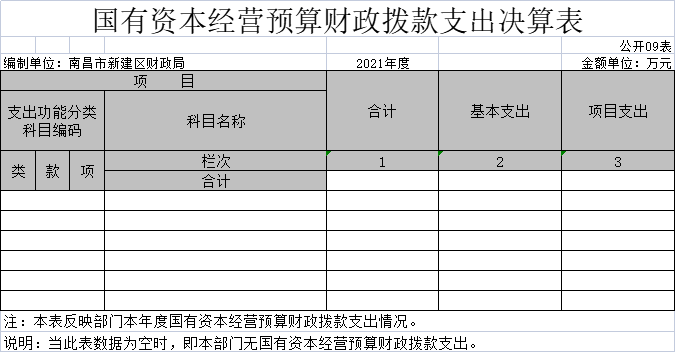 国有资本经营预算财政拨款支出决算表
公开09表
编制单位：南昌市新建区财政局 2021年度 金额单位：万元
项 目 合计 基本支出 项目支出
支出功能分类科目编码 科目名称
类 款 项 栏次 1 2 3
合计
注：本表反映部门本年度国有资本经营预算财政拨款支出情况。
说明：当此表数据为空时，即本部门无国有资本经营预算财政拨款支出。